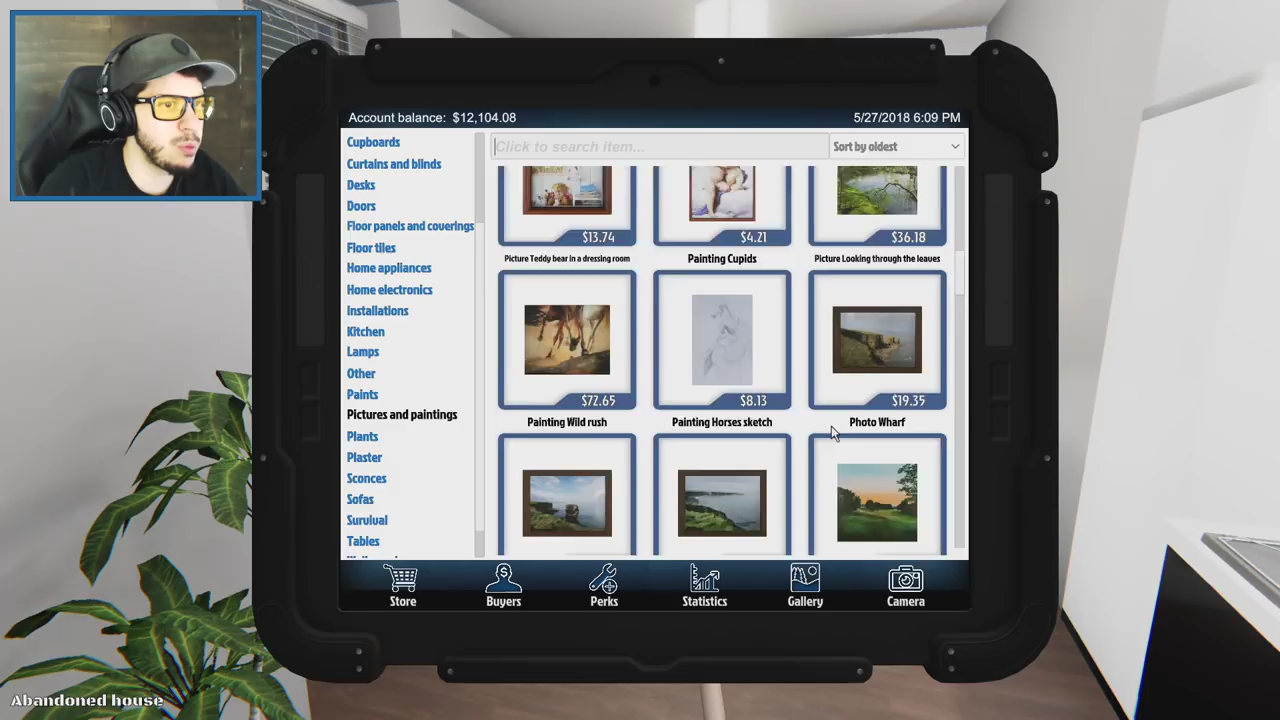 Account balance: $12,104.08
5/27/2018 6:09 PM
Cupboards
Curtains and blinds
Desks
Doors
Floor panels and coverings
Floor tiles
Home appliances
Home electronics
Installations
Kitchen
Lamps
Other
Paints
Pictures and paintings
Plants
Plaster
Sconces
Sofas
Survival
Tables
Click to search item...
Sort by oldest
$13.74
$4.21
$36.18
Picture Teddy bear in a dressing room
Painting Cupids
Picture Looking through the leaves
$72.65
$8.13
$19.35
Painting Wild rush
Painting Horses sketch
Photo Wharf
Store
Buyers
Perks
Statistics
Gallery
Camera
Abandoned house